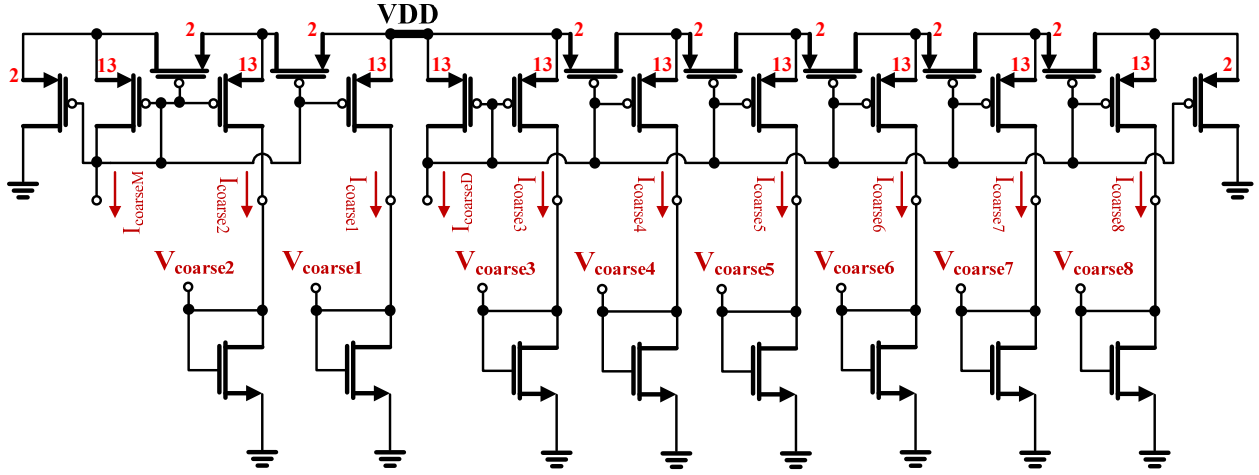 VDD
2 2 2 2 2 2 2
2 13 13 13 13 13 13 13 13 13 2
IcoarseM Icoarse2 Icoarse1 IcoarseD Icoarse3 Icoarse4 Icoarse5 Icoarse6 Icoarse7 Icoarse8
Vcoarse2 Vcoarse1 Vcoarse3 Vcoarse4 Vcoarse5 Vcoarse6 Vcoarse7 Vcoarse8